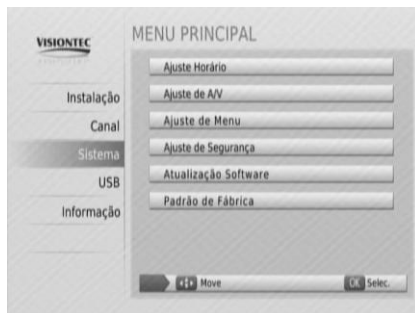 VISIONTEC
MENU PRINCIPAL
Instalação
Canal
Sistema
USB
Informação
Ajuste Horário
Ajuste de A/V
Ajuste de Menu
Ajuste de Segurança
Atualização Software
Padrão de Fábrica
Move
OK Selec.